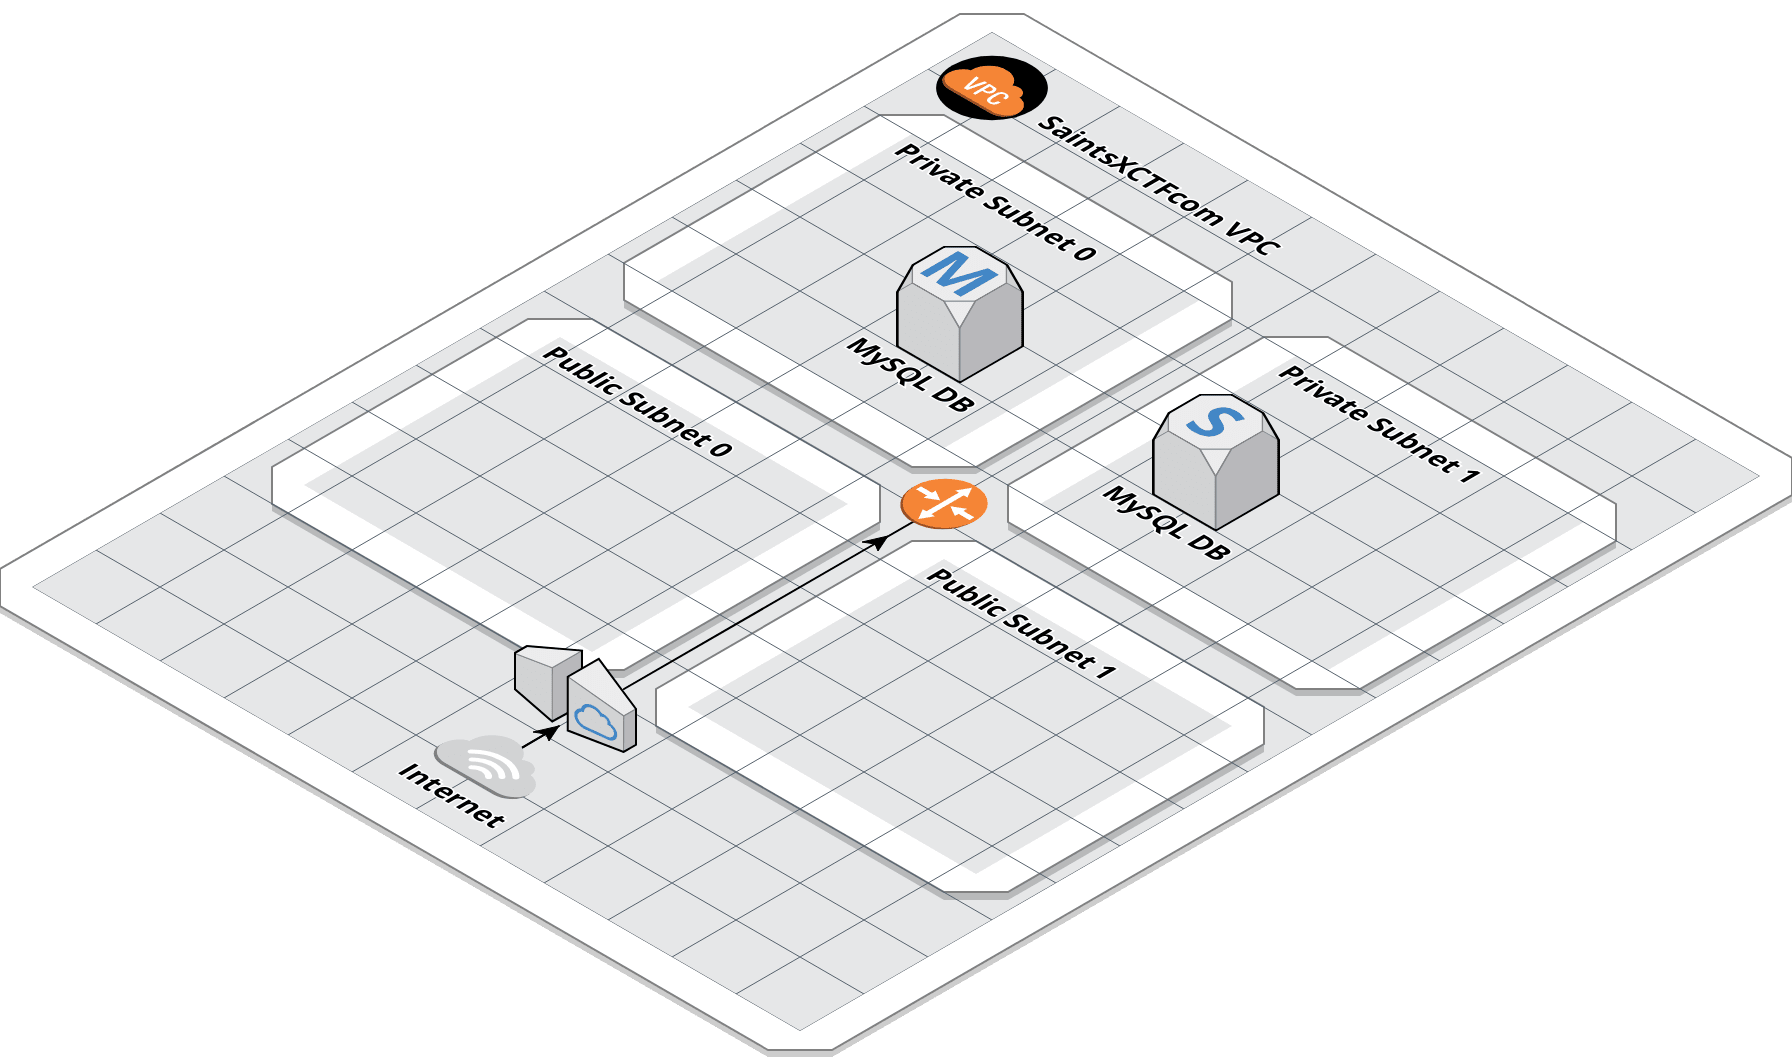 VPC
SaintsXCTFcom VPC
Private Subnet 0
M
MySQL DB
Private Subnet 1
S
MySQL DB
Public Subnet 0
Public Subnet 1
Internet